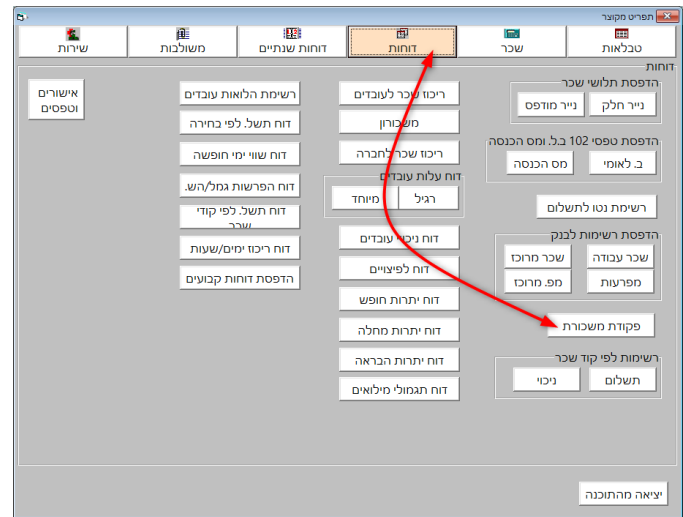 תפריט מקוצר
טבלאות
שכר
דוחות
דוחות שנתיים
משולבות
שירות
דוחות
הדפסת תלושי שכר
נייר חלק
נייר מודפס
הדפסת טפסי 102 ב.ל. ומס הכנסה
ב. לאומי
מס הכנסה
רשימת נטו לתשלום
הדפסת רשימות לבנק
שכר עבודה
שכר מרוכז
מפרעות
מפ. מרוכז
פקודת משכורת
רשימות לפי קוד שכר
תשלום
ניכוי
ריכוז שכר לעובדים
משכורון
ריכוז שכר לחברה
דוח עלות עובדים
רגיל
מיוחד
דוח ניכוי עובדים
דוח לפיצויים
דוח יתרות חופש
דוח יתרות מחלה
דוח יתרות הבראה
דוח תגמולי מילואים
רשימת הלואות עובדים
דוח תשל. לפי בחירה
דוח שווי ימי חופשה
דוח הפרשות גמל/הש.
דוח תשל. לפי קודי
שכר
דוח ריכוז ימים/שעות
הדפסת דוחות קבועים
אישורים
וטפסים
יציאה מהתוכנה